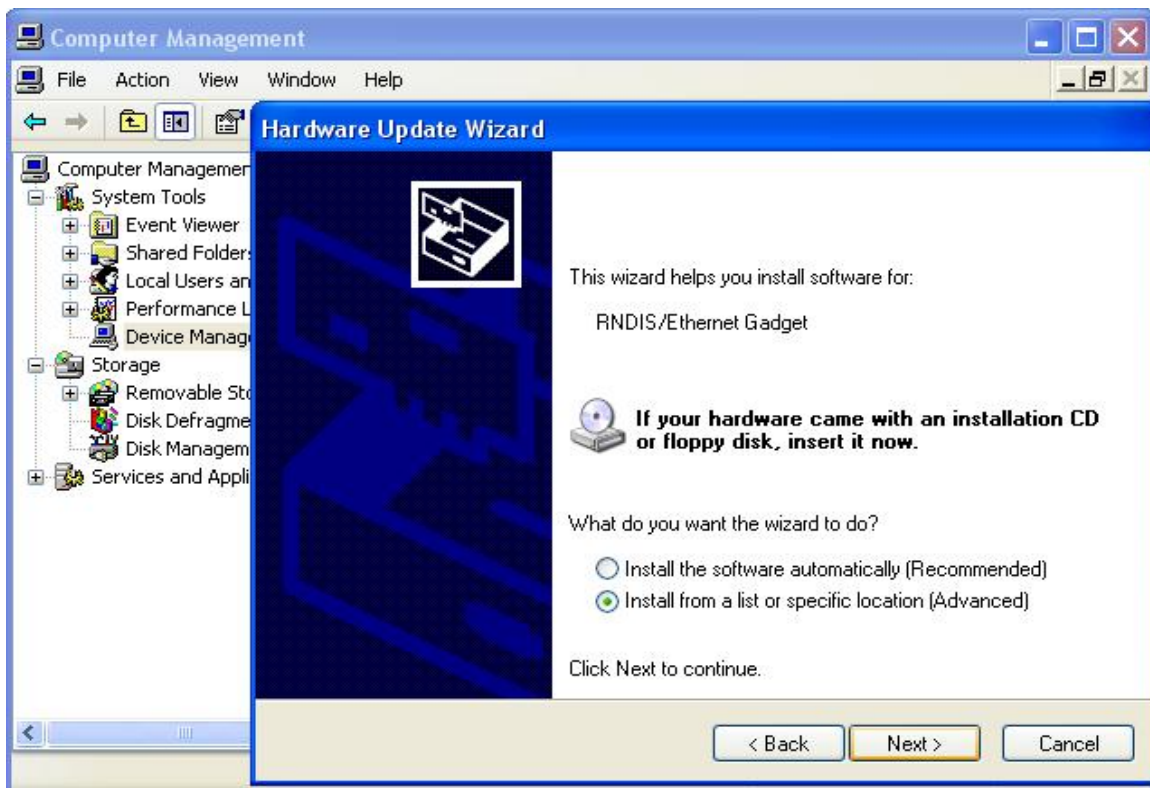 Computer Management
File Action View Window Help
Hardware Update Wizard
Computer Managemer
System Tools
Event Viewer
Shared Folder
Local Users an
Performance L
Device Manag
Storage
Removable Sto
Disk Defragme
Disk Managem
Services and Appli
This wizard helps you install software for:
RNDIS/Ethernet Gadget
If your hardware came with an installation CD
or floppy disk, insert it now.
What do you want the wizard to do?
Install the software automatically (Recommended)
Install from a list or specific location (Advanced)
Click Next to continue.
< Back Next > Cancel